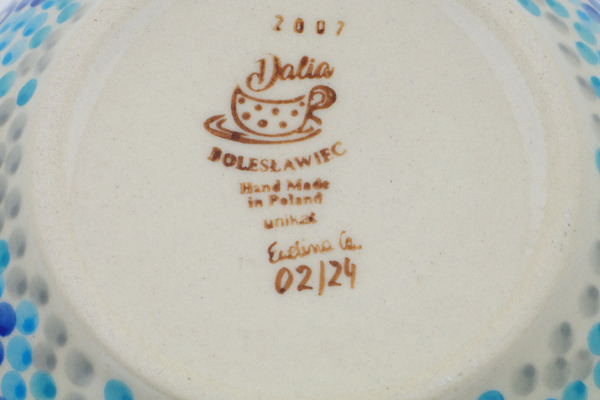 2007
Dalia
BOLESŁAWIEC
Hand Made
in Poland
unikat
02/24